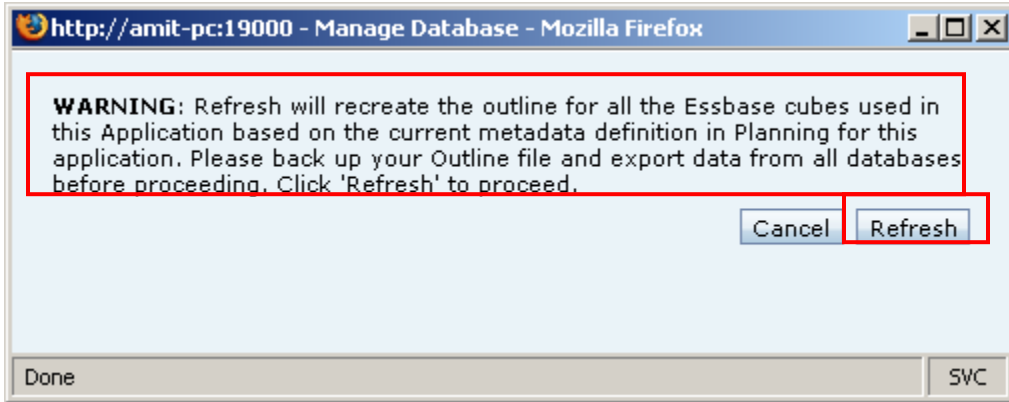 http://amit-pc:19000 - Manage Database - Mozilla Firefox
WARNING: Refresh will recreate the outline for all the Essbase cubes used in
this Application based on the current metadata definition in Planning for this
application. Please back up your Outline file and export data from all databases
before proceeding. Click 'Refresh' to proceed.
Cancel Refresh
Done SVC